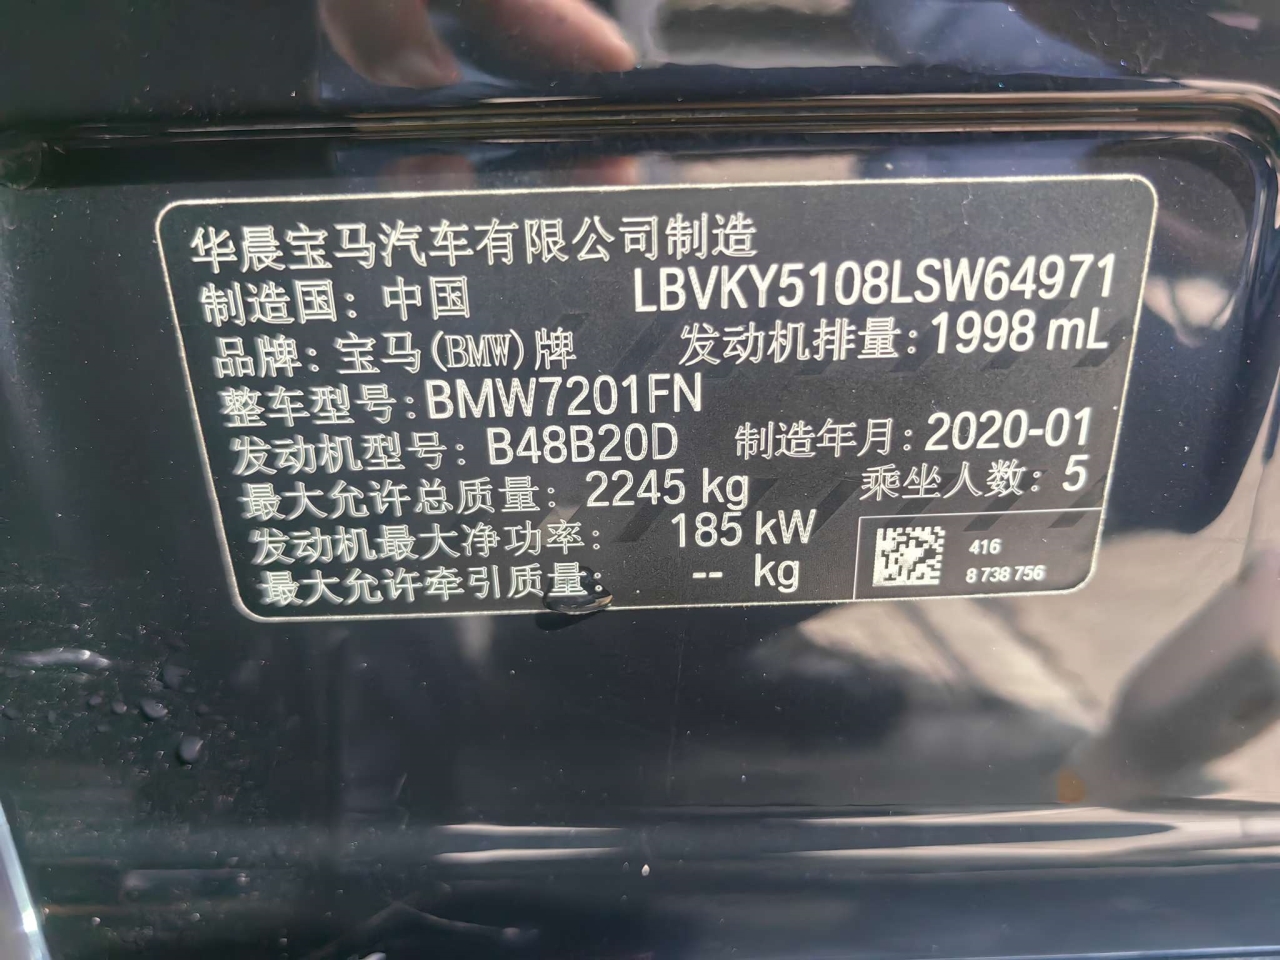 华晨宝马汽车有限公司制造
制造国：中国 LBVKY5108LSW64971
品牌：宝马(BMW)牌 发动机排量：1998 mL
整车型号：BMW7201FN
发动机型号：B48B20D 制造年月：2020-01
最大允许总质量：2245 kg 乘坐人数：5
发动机最大净功率：185 kW
最大允许牵引质量：-- kg
416
8 738 756